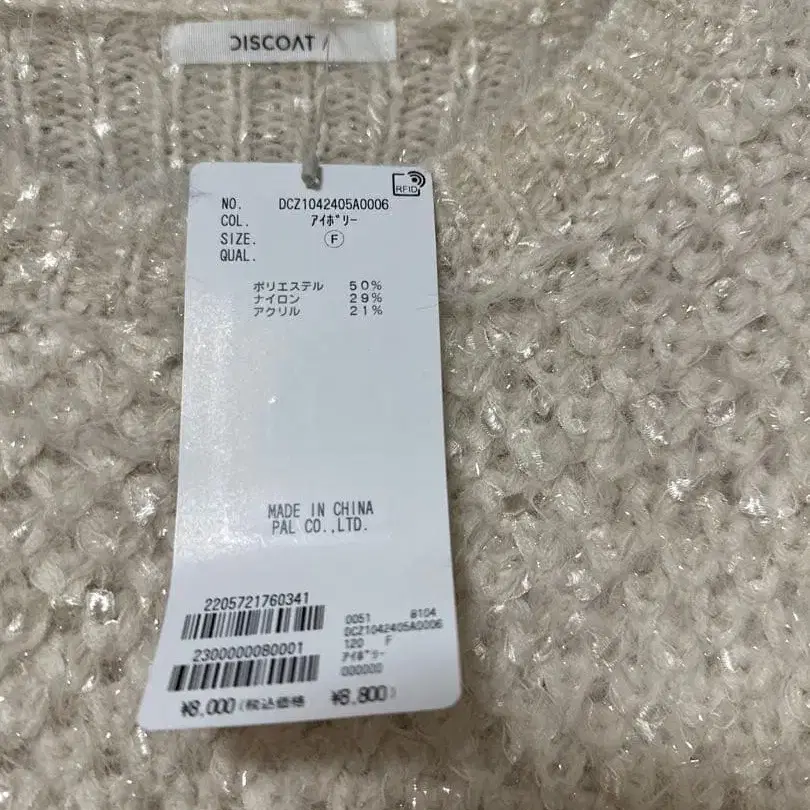 DISCOAT
RFID
NO. DCZ1042405A0006
COL. アイボリー
SIZE. F
QUAL.
ポリエステル 50%
ナイロン 29%
アクリル 21%
MADE IN CHINA
PAL CO.,LTD.
2205721760341
2300000080001
0051 8104
DCZ1042405A0006
120 F
アイボリー
000000
¥8,000(税込価格 ¥8,800)